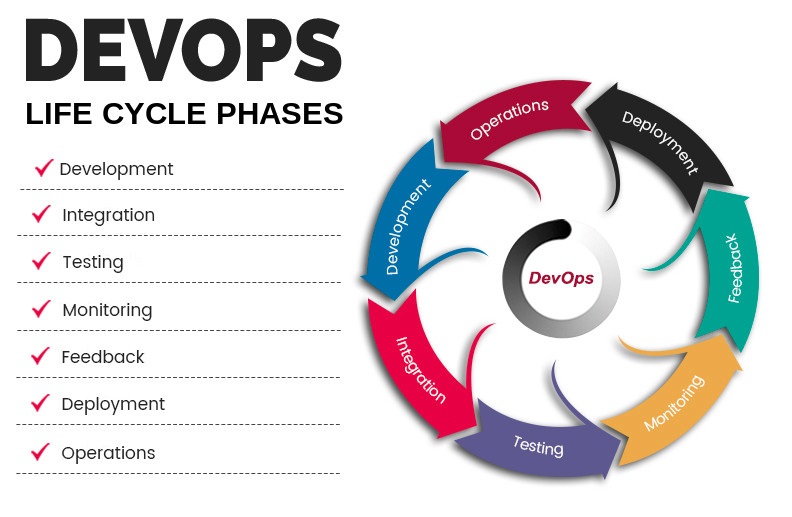 DEVOPS
LIFE CYCLE PHASES
Development
Integration
Testing
Monitoring
Feedback
Deployment
Operations
Operations
Deployment
Development
Feedback
DevOps
Integration
Monitoring
Testing